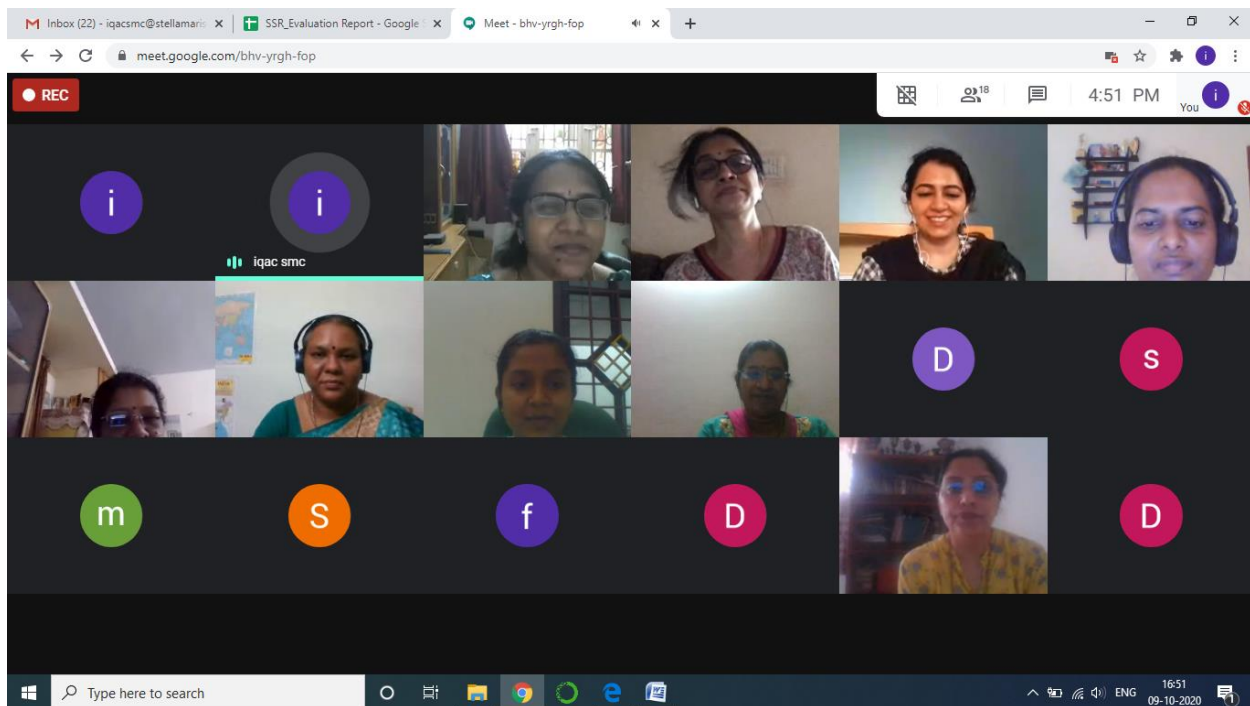 Inbox (22) - iqacsmc@stellamaris
SSR_Evaluation Report - Google S
Meet - bhv-yrgh-fop
meet.google.com/bhv-yrgh-fop
i
REC
18
4:51 PM
You
i
i
i
iqac smc
D
s
m
S
f
D
D
Type here to search
ENG
16:51
09-10-2020
1